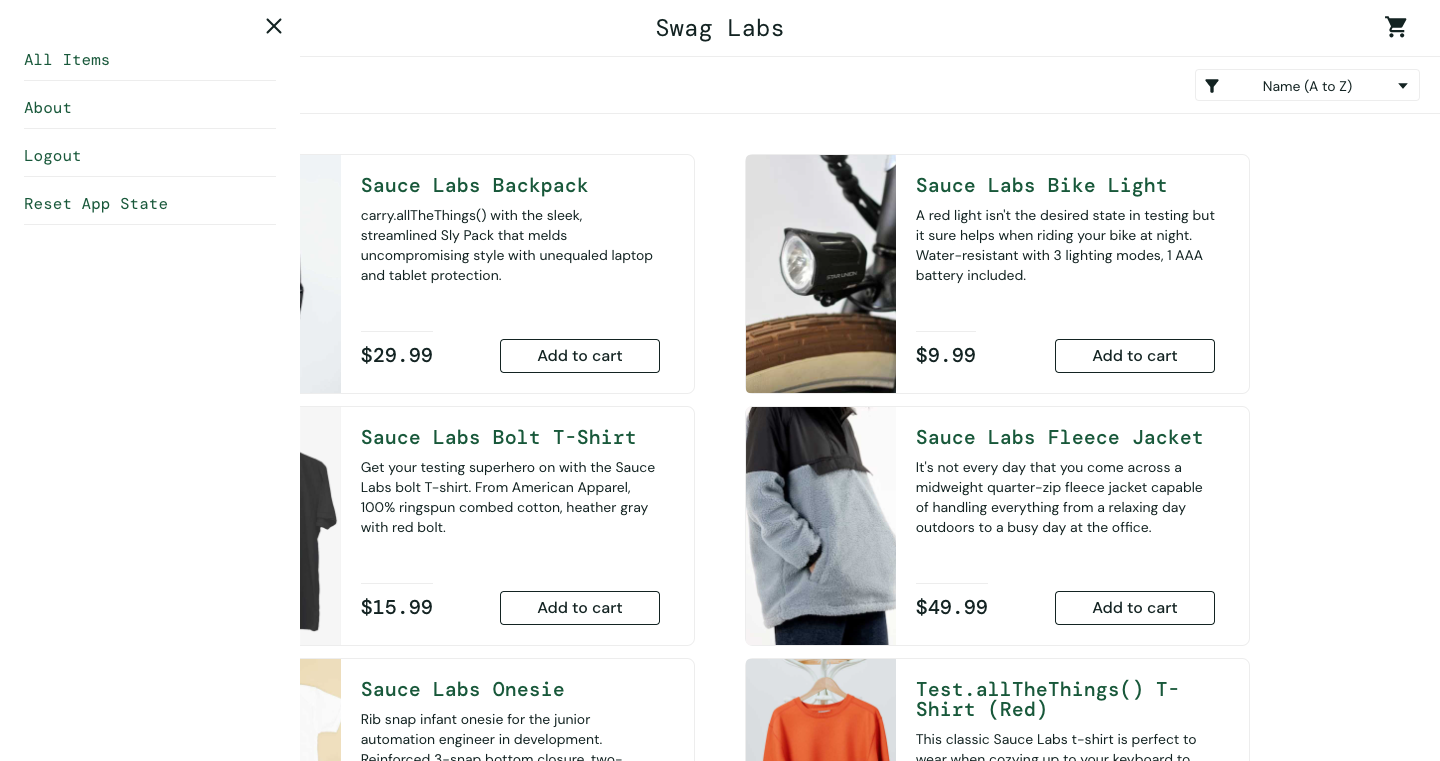 All Items
About
Logout
Reset App State
Swag Labs
Name (A to Z)
Sauce Labs Backpack
carry.allTheThings() with the sleek,
streamlined Sly Pack that melds
uncompromising style with unequaled laptop
and tablet protection.
$29.99
Add to cart
Sauce Labs Bike Light
A red light isn't the desired state in testing but
it sure helps when riding your bike at night.
Water-resistant with 3 lighting modes, 1 AAA
battery included.
$9.99
Add to cart
Sauce Labs Bolt T-Shirt
Get your testing superhero on with the Sauce
Labs bolt T-shirt. From American Apparel,
100% ringspun combed cotton, heather gray
with red bolt.
$15.99
Add to cart
Sauce Labs Fleece Jacket
It's not every day that you come across a
midweight quarter-zip fleece jacket capable
of handling everything from a relaxing day
outdoors to a busy day at the office.
$49.99
Add to cart
Sauce Labs Onesie
Rib snap infant onesie for the junior
automation engineer in development.
Reinforced 3-snap bottom closure, two-
Test.allTheThings() T-
Shirt (Red)
This classic Sauce Labs t-shirt is perfect to
wear when cozying up to your keyboard to